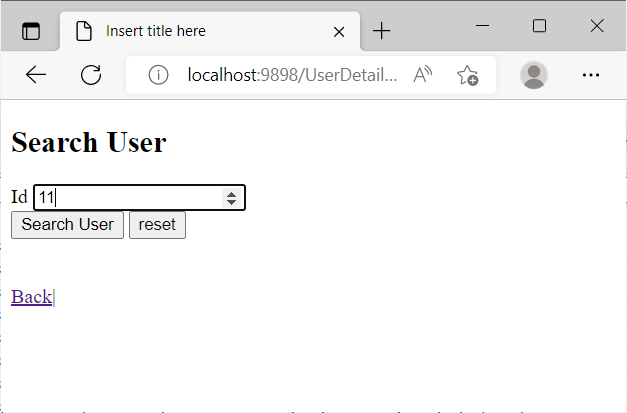 Insert title here
localhost:9898/UserDetail...
Search User
Id 11
Search User reset
Back